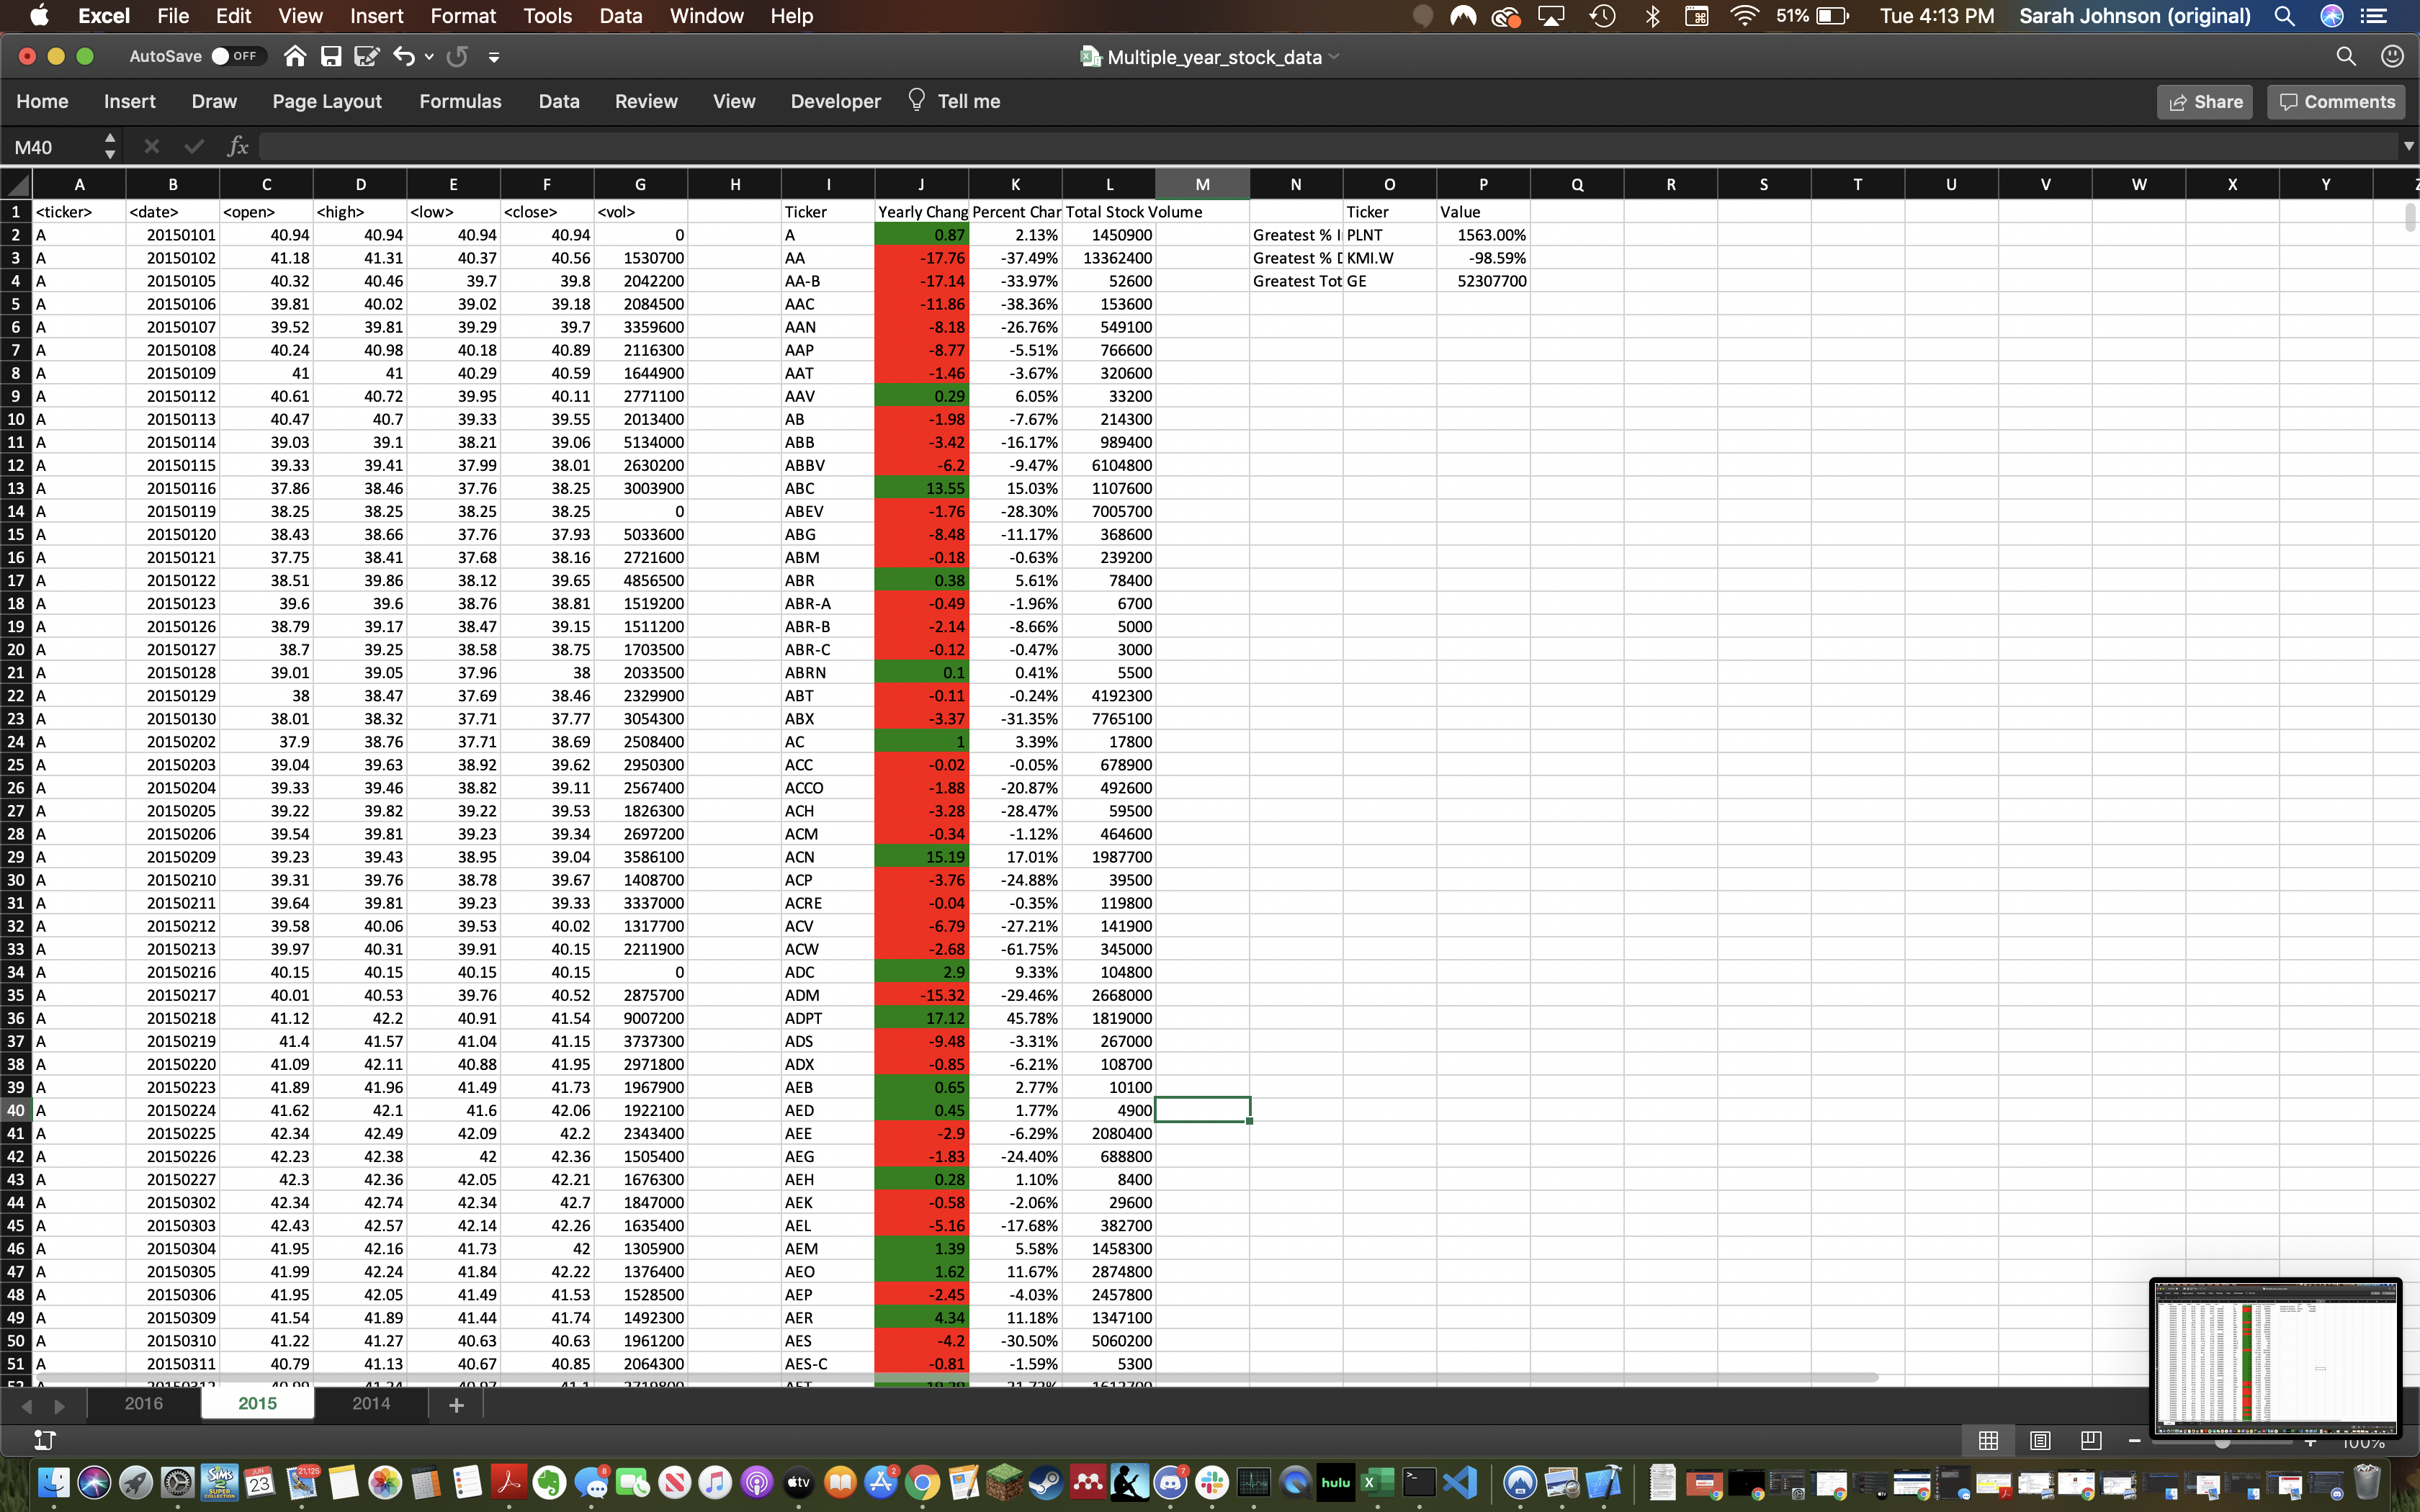 Excel File Edit View Insert Format Tools Data Window Help 51% Tue 4:13 PM Sarah Johnson (original)
AutoSave OFF Multiple_year_stock_data
Home Insert Draw Page Layout Formulas Data Review View Developer Tell me Share Comments
M40 fx
A B C D E F G H I J K L M N O P Q R S T U V W X Y
1 <ticker> <date> <open> <high> <low> <close> <vol> Ticker Yearly Chang Percent Char Total Stock Volume Ticker Value
2 A 20150101 40.94 40.94 40.94 40.94 0 A 0.87 2.13% 1450900 Greatest % I PLNT 1563.00%
3 A 20150102 41.18 41.31 40.37 40.56 1530700 AA -17.76 -37.49% 13362400 Greatest % D KMI.W -98.59%
4 A 20150105 40.32 40.46 39.7 39.8 2042200 AA-B -17.14 -33.97% 52600 Greatest Tot GE 52307700
5 A 20150106 39.81 40.02 39.02 39.18 2084500 AAC -11.86 -38.36% 153600
6 A 20150107 39.52 39.81 39.29 39.7 3359600 AAN -8.18 -26.76% 549100
7 A 20150108 40.24 40.98 40.18 40.89 2116300 AAP -8.77 -5.51% 766600
8 A 20150109 41 41 40.29 40.59 1644900 AAT -1.46 -3.67% 320600
9 A 20150112 40.61 40.72 39.95 40.11 2771100 AAV 0.29 6.05% 33200
10 A 20150113 40.47 40.7 39.33 39.55 2013400 AB -1.98 -7.67% 214300
11 A 20150114 39.03 39.1 38.21 39.06 5134000 ABB -3.42 -16.17% 989400
12 A 20150115 39.33 39.41 37.99 38.01 2630200 ABBV -6.2 -9.47% 6104800
13 A 20150116 37.86 38.46 37.76 38.25 3003900 ABC 13.55 15.03% 1107600
14 A 20150119 38.25 38.25 38.25 38.25 0 ABEV -1.76 -28.30% 7005700
15 A 20150120 38.43 38.66 37.76 37.93 5033600 ABG -8.48 -11.17% 368600
16 A 20150121 37.75 38.41 37.68 38.16 2721600 ABM -0.18 -0.63% 239200
17 A 20150122 38.51 39.86 38.12 39.65 4856500 ABR 0.38 5.61% 78400
18 A 20150123 39.6 39.6 38.76 38.81 1519200 ABR-A -0.49 -1.96% 6700
19 A 20150126 38.79 39.17 38.47 39.15 1511200 ABR-B -2.14 -8.66% 5000
20 A 20150127 38.7 39.25 38.58 38.75 1703500 ABR-C -0.12 -0.47% 3000
21 A 20150128 39.01 39.05 37.96 38 2033500 ABRN 0.1 0.41% 5500
22 A 20150129 38 38.47 37.69 38.46 2329900 ABT -0.11 -0.24% 4192300
23 A 20150130 38.01 38.32 37.71 37.77 3054300 ABX -3.37 -31.35% 7765100
24 A 20150202 37.9 38.76 37.71 38.69 2508400 AC 1 3.39% 17800
25 A 20150203 39.04 39.63 38.92 39.62 2950300 ACC -0.02 -0.05% 678900
26 A 20150204 39.33 39.46 38.82 39.11 2567400 ACCO -1.88 -20.87% 492600
27 A 20150205 39.22 39.82 39.22 39.53 1826300 ACH -3.28 -28.47% 59500
28 A 20150206 39.54 39.81 39.23 39.34 2697200 ACM -0.34 -1.12% 464600
29 A 20150209 39.23 39.43 38.95 39.04 3586100 ACN 15.19 17.01% 1987700
30 A 20150210 39.31 39.76 38.78 39.67 1408700 ACP -3.76 -24.88% 39500
31 A 20150211 39.64 39.81 39.23 39.33 3337000 ACRE -0.04 -0.35% 119800
32 A 20150212 39.58 40.06 39.53 40.02 1317700 ACV -6.79 -27.21% 141900
33 A 20150213 39.97 40.31 39.91 40.15 2211900 ACW -2.68 -61.75% 345000
34 A 20150216 40.15 40.15 40.15 40.15 0 ADC 2.9 9.33% 104800
35 A 20150217 40.01 40.53 39.76 40.52 2875700 ADM -15.32 -29.46% 2668000
36 A 20150218 41.12 42.2 40.91 41.54 9007200 ADPT 17.12 45.78% 1819000
37 A 20150219 41.4 41.57 41.04 41.15 3737300 ADS -9.48 -3.31% 267000
38 A 20150220 41.09 42.11 40.88 41.95 2971800 ADX -0.85 -6.21% 108700
39 A 20150223 41.89 41.96 41.49 41.73 1967900 AEB 0.65 2.77% 10100
40 A 20150224 41.62 42.1 41.6 42.06 1922100 AED 0.45 1.77% 4900
41 A 20150225 42.34 42.49 42.09 42.2 2343400 AEE -2.9 -6.29% 2080400
42 A 20150226 42.23 42.38 42 42.36 1505400 AEG -1.83 -24.40% 688800
43 A 20150227 42.3 42.36 42.05 42.21 1676300 AEH 0.28 1.10% 8400
44 A 20150302 42.34 42.74 42.34 42.7 1847000 AEK -0.58 -2.06% 29600
45 A 20150303 42.43 42.57 42.14 42.26 1635400 AEL -5.16 -17.68% 382700
46 A 20150304 41.95 42.16 41.73 42 1305900 AEM 1.39 5.58% 1458300
47 A 20150305 41.99 42.24 41.84 42.22 1376400 AEO 1.62 11.67% 2874800
48 A 20150306 41.95 42.05 41.49 41.53 1528500 AEP -2.45 -4.03% 2457800
49 A 20150309 41.54 41.89 41.44 41.74 1492300 AER 4.34 11.18% 1347100
50 A 20150310 41.22 41.27 40.63 40.63 1961200 AES -4.2 -30.50% 5060200
51 A 20150311 40.79 41.13 40.67 40.85 2064300 AES-C -0.81 -1.59% 5300
2016 2015 2014 +
100%
JUN 23 21,125 8 tv 2 7 hulu